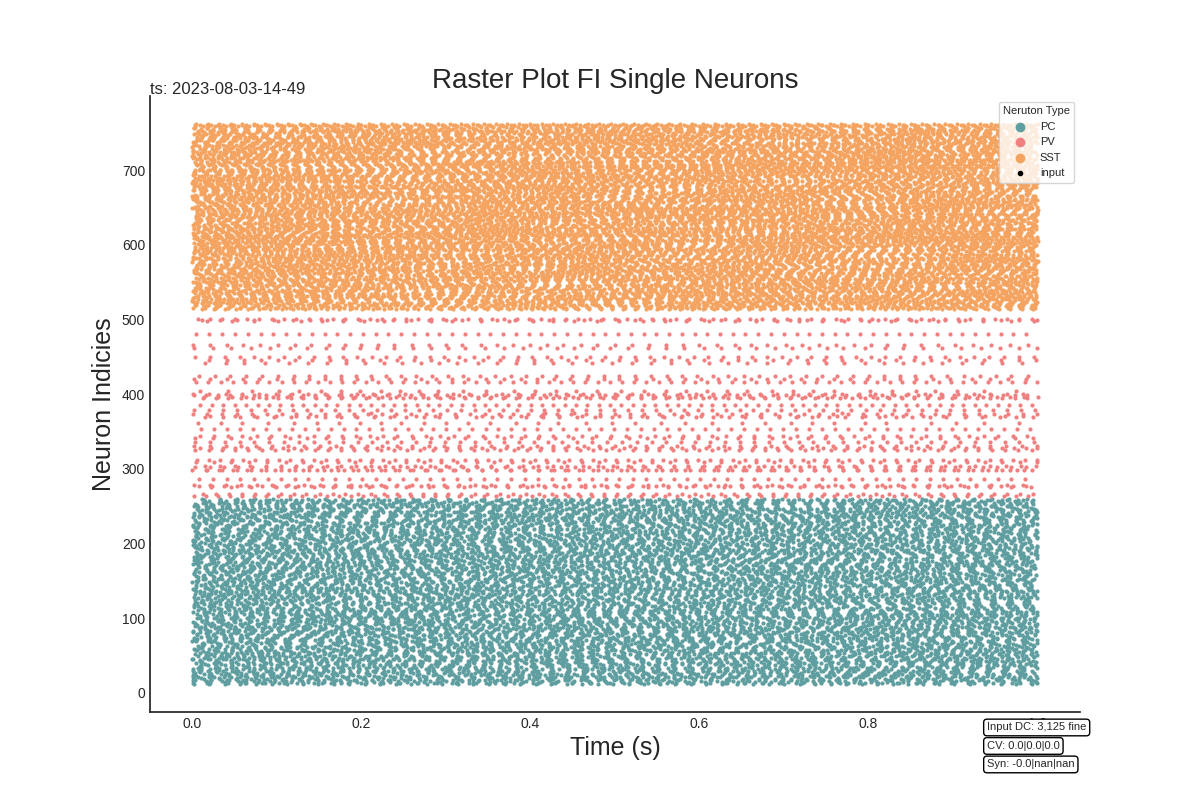 Raster Plot FI Single Neurons
ts: 2023-08-03-14-49
Neruton Type
PC
PV
SST
input
Neuron Indicies
700
600
500
400
300
200
100
0
0.0 0.2 0.4 0.6 0.8
Time (s)
Input DC: 3,125 fine
CV: 0.0|0.0|0.0
Syn: -0.0|nan|nan